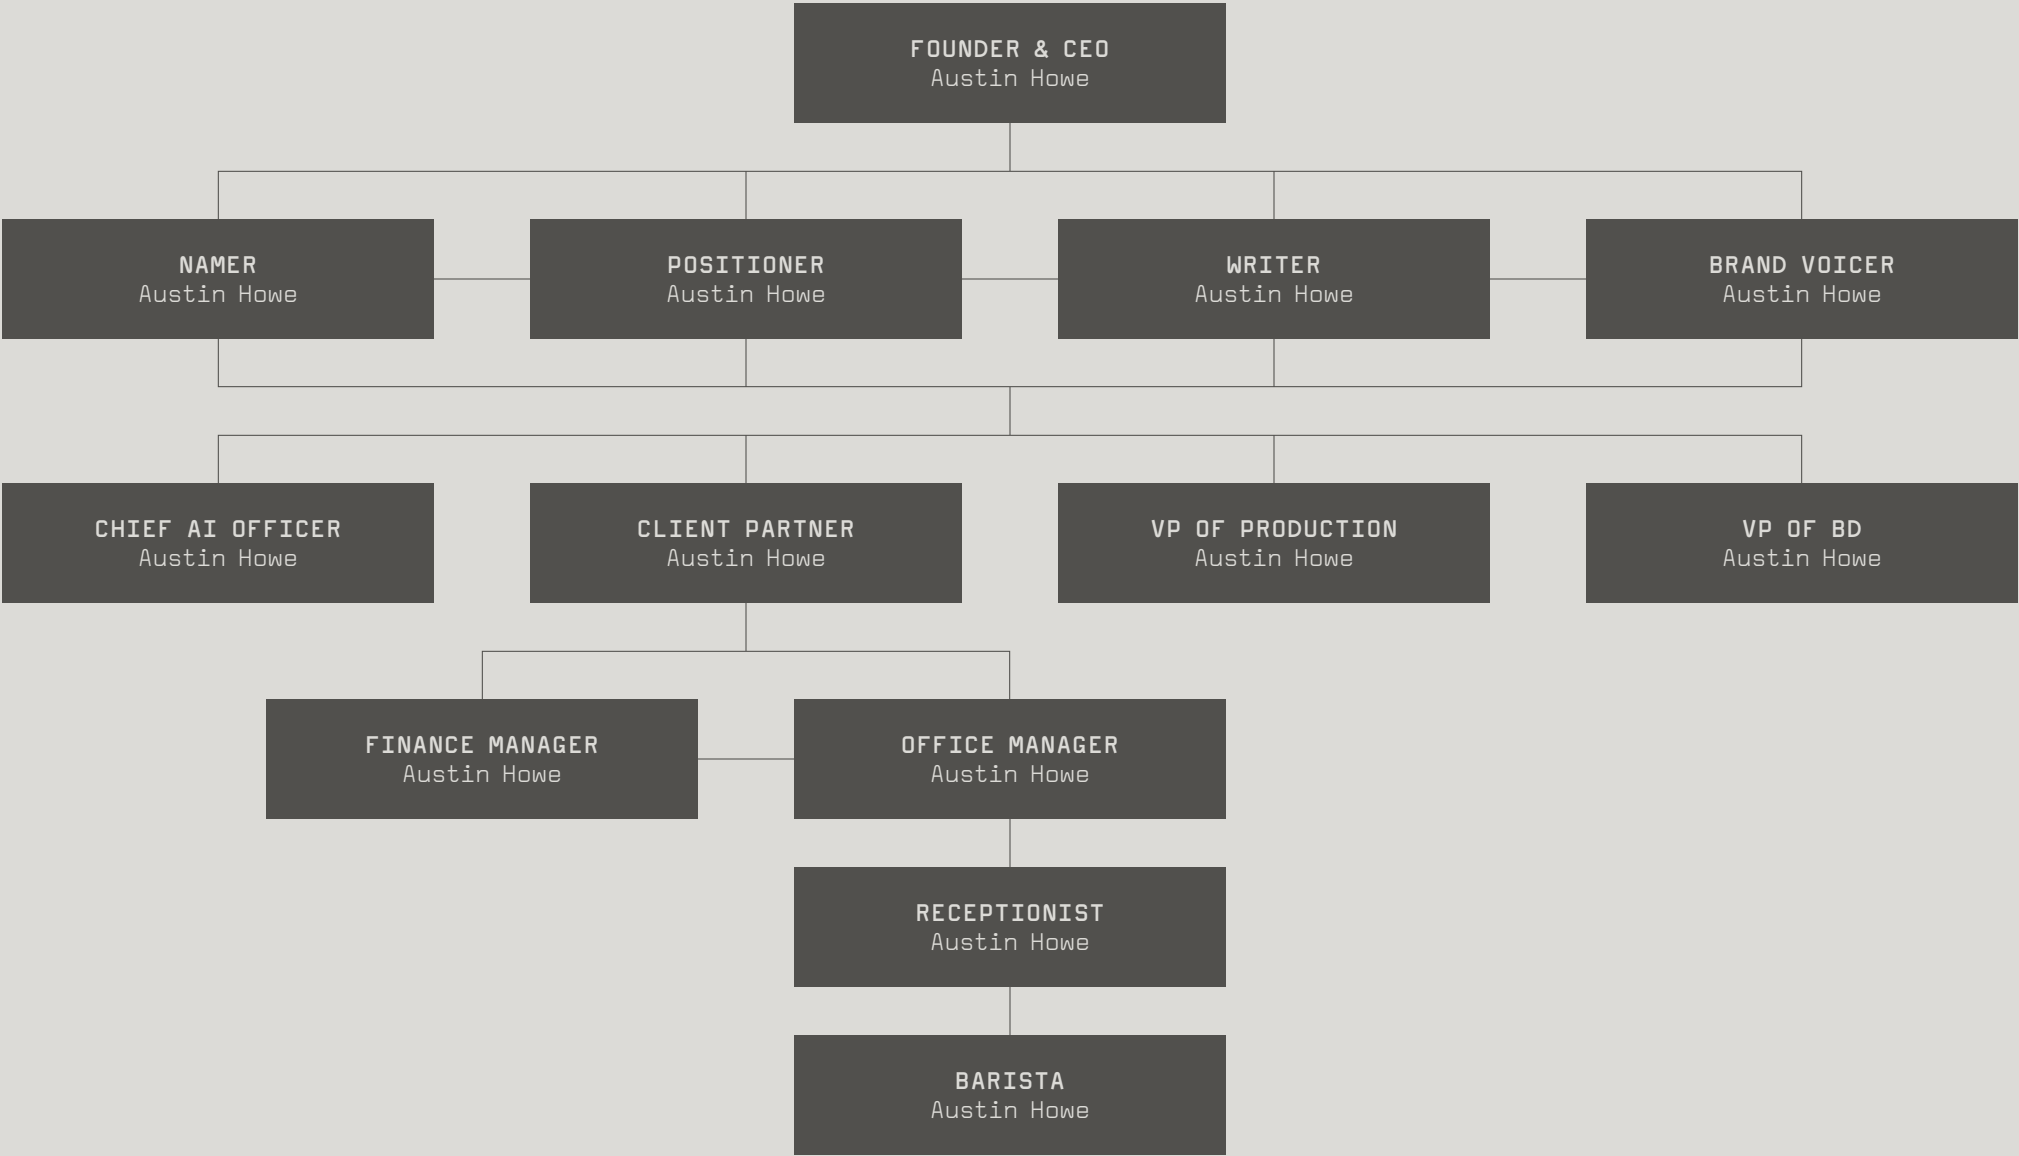 FOUNDER & CEO
Austin Howe
NAMER
Austin Howe
POSITIONER
Austin Howe
WRITER
Austin Howe
BRAND VOICER
Austin Howe
CHIEF AI OFFICER
Austin Howe
CLIENT PARTNER
Austin Howe
VP OF PRODUCTION
Austin Howe
VP OF BD
Austin Howe
FINANCE MANAGER
Austin Howe
OFFICE MANAGER
Austin Howe
RECEPTIONIST
Austin Howe
BARISTA
Austin Howe